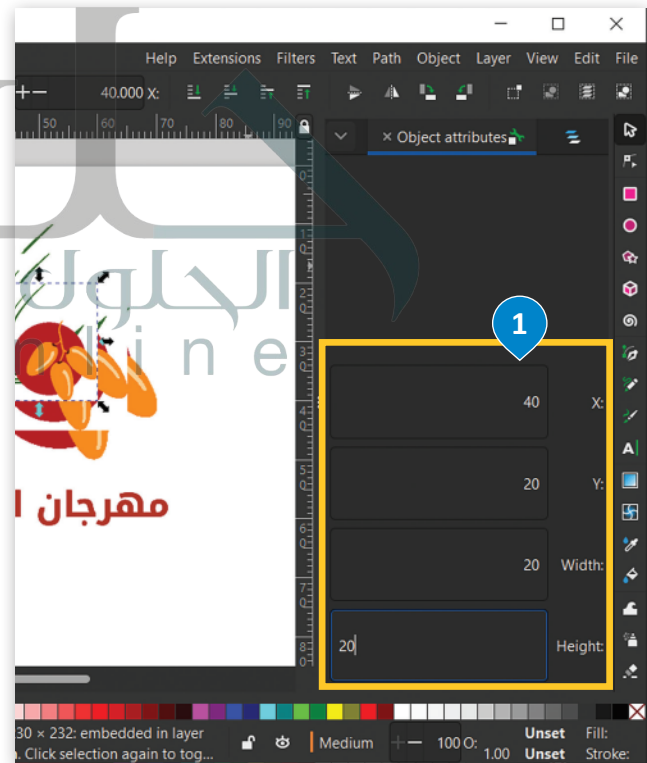 Help Extensions Filters Text Path Object Layer View Edit File
40.000 X:
50 60 70 80 90
× Object attributes
الحلول
nline
1
40 X:
20 Y:
20 Width:
20 Height:
مهرجان ا
30 × 232: embedded in layer
. Click selection again to tog...
Medium
100 O:
1.00
Unset Fill:
Unset Stroke: